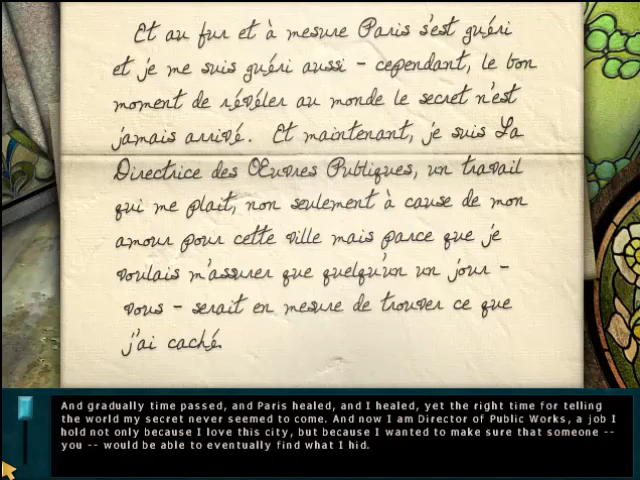 Et au fur et à mesure Paris s'est guéri
et je me suis guéri aussi - cependant, le bon
moment de révéler au monde le secret n'est
jamais arrivé. Et maintenant, je suis La
Directrice des Œuvres Publiques, un travail
qui me plait, non seulement à cause de mon
amour pour cette ville mais parce que je
voulais m'assurer que quelqu'un un jour -
vous - serait en mesure de trouver ce que
j'ai caché.
And gradually time passed, and Paris healed, and I healed, yet the right time for telling
the world my secret never seemed to come. And now I am Director of Public Works, a job I
hold not only because I love this city, but because I wanted to make sure that someone --
you -- would be able to eventually find what I hid.